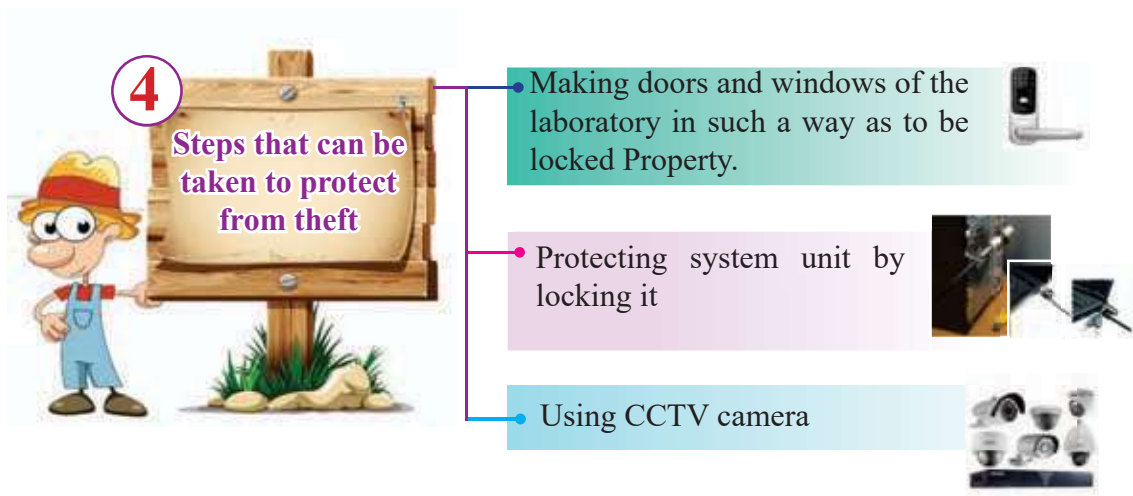 4
Steps that can be
taken to protect
from theft
Making doors and windows of the
laboratory in such a way as to be
locked Property.
Protecting system unit by
locking it
Using CCTV camera